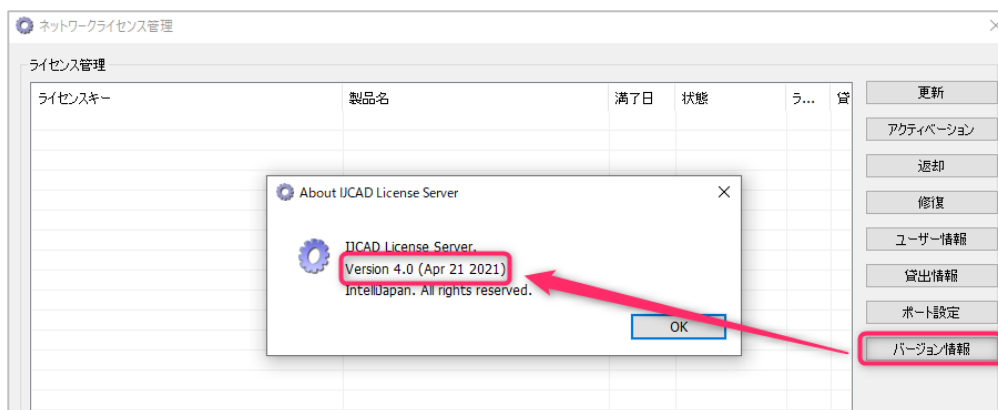 ネットワークライセンス管理
ライセンス管理
ライセンスキー 製品名 満了日 状態 ラ... 貸
更新
アクティベーション
返却
修復
ユーザー情報
貸出情報
ポート設定
バージョン情報
About IJCAD License Server
IJCAD License Server.
Version 4.0 (Apr 21 2021)
IntelliJapan. All rights reserved.
OK